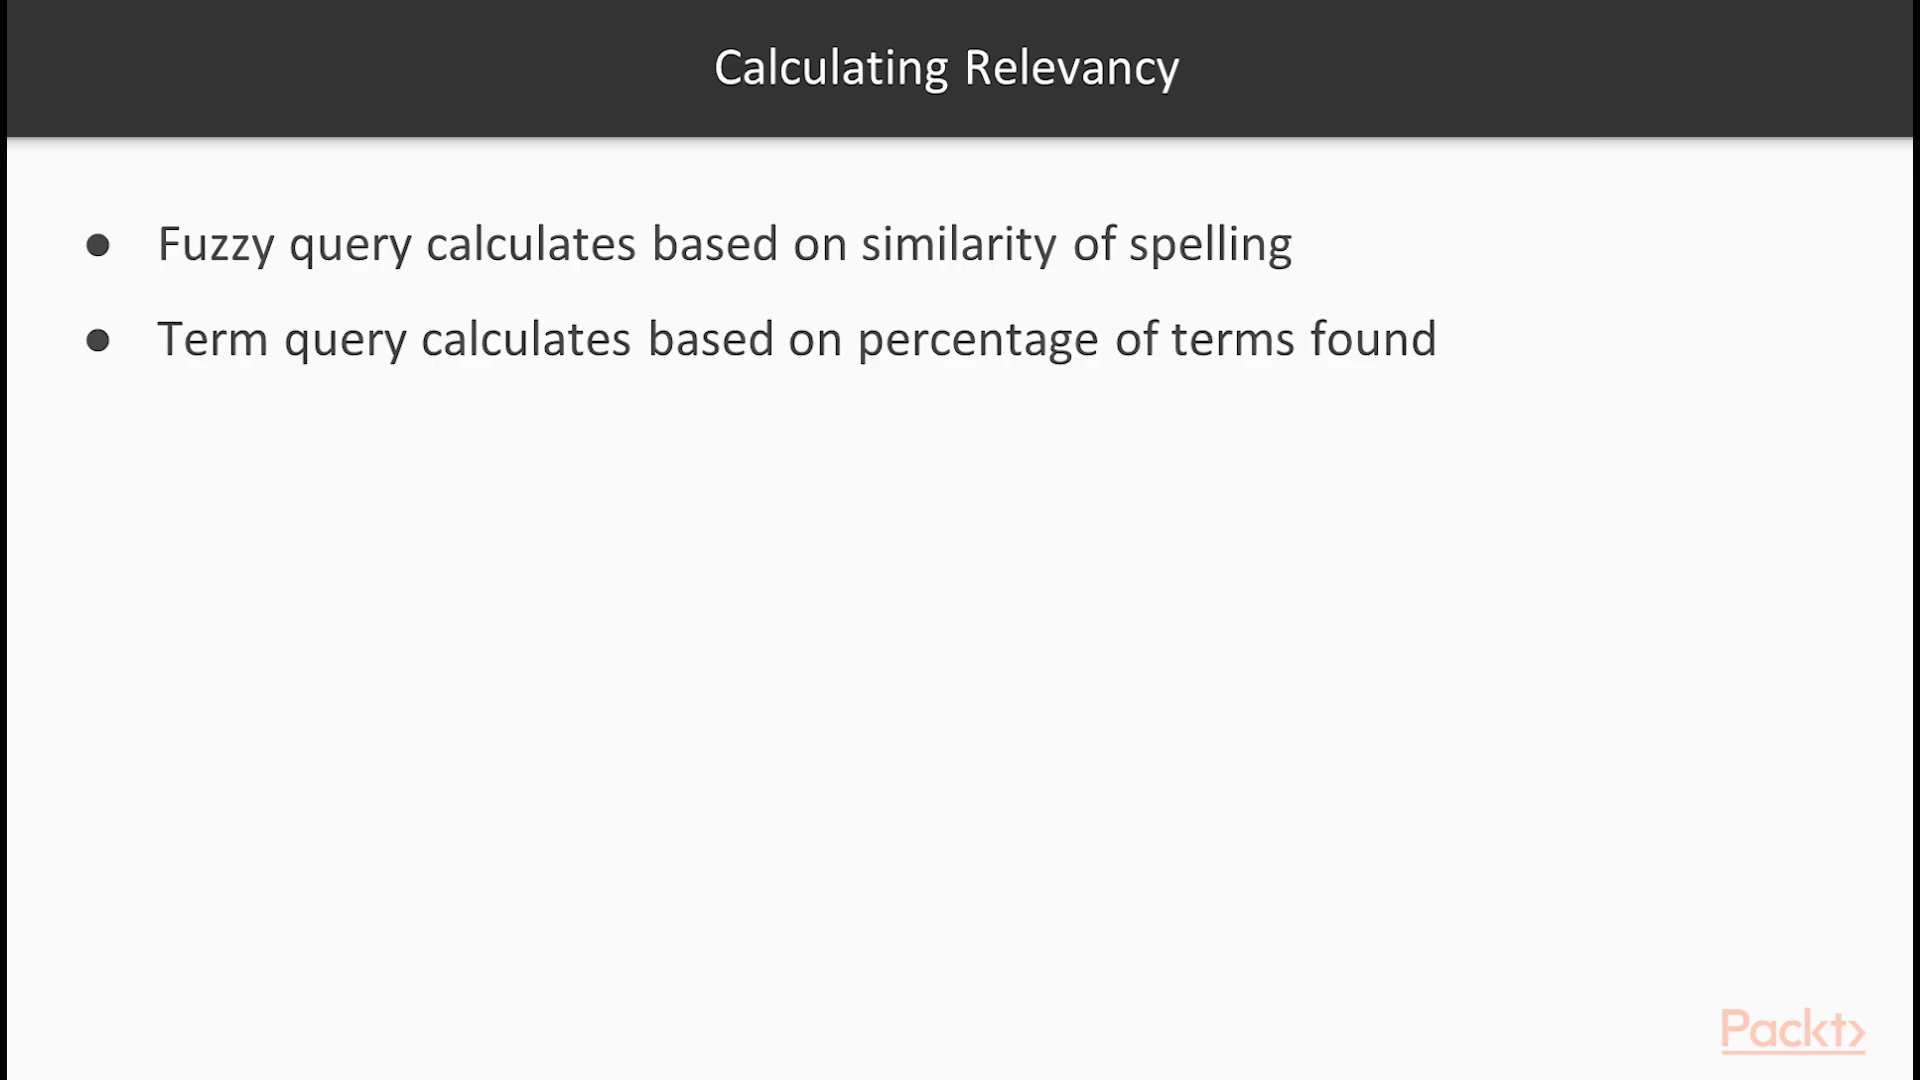 Calculating Relevancy
● Fuzzy query calculates based on similarity of spelling
● Term query calculates based on percentage of terms found
Packt>